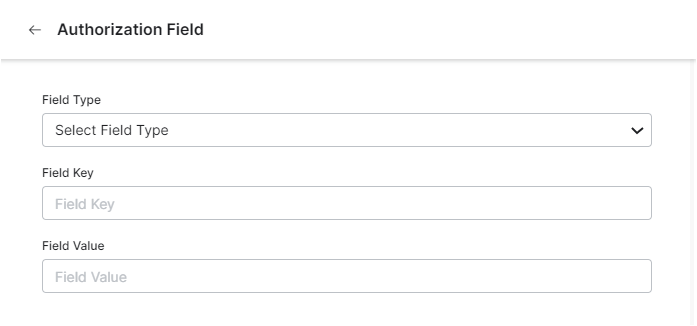 Authorization Field
Field Type
Select Field Type
Field Key
Field Key
Field Value
Field Value